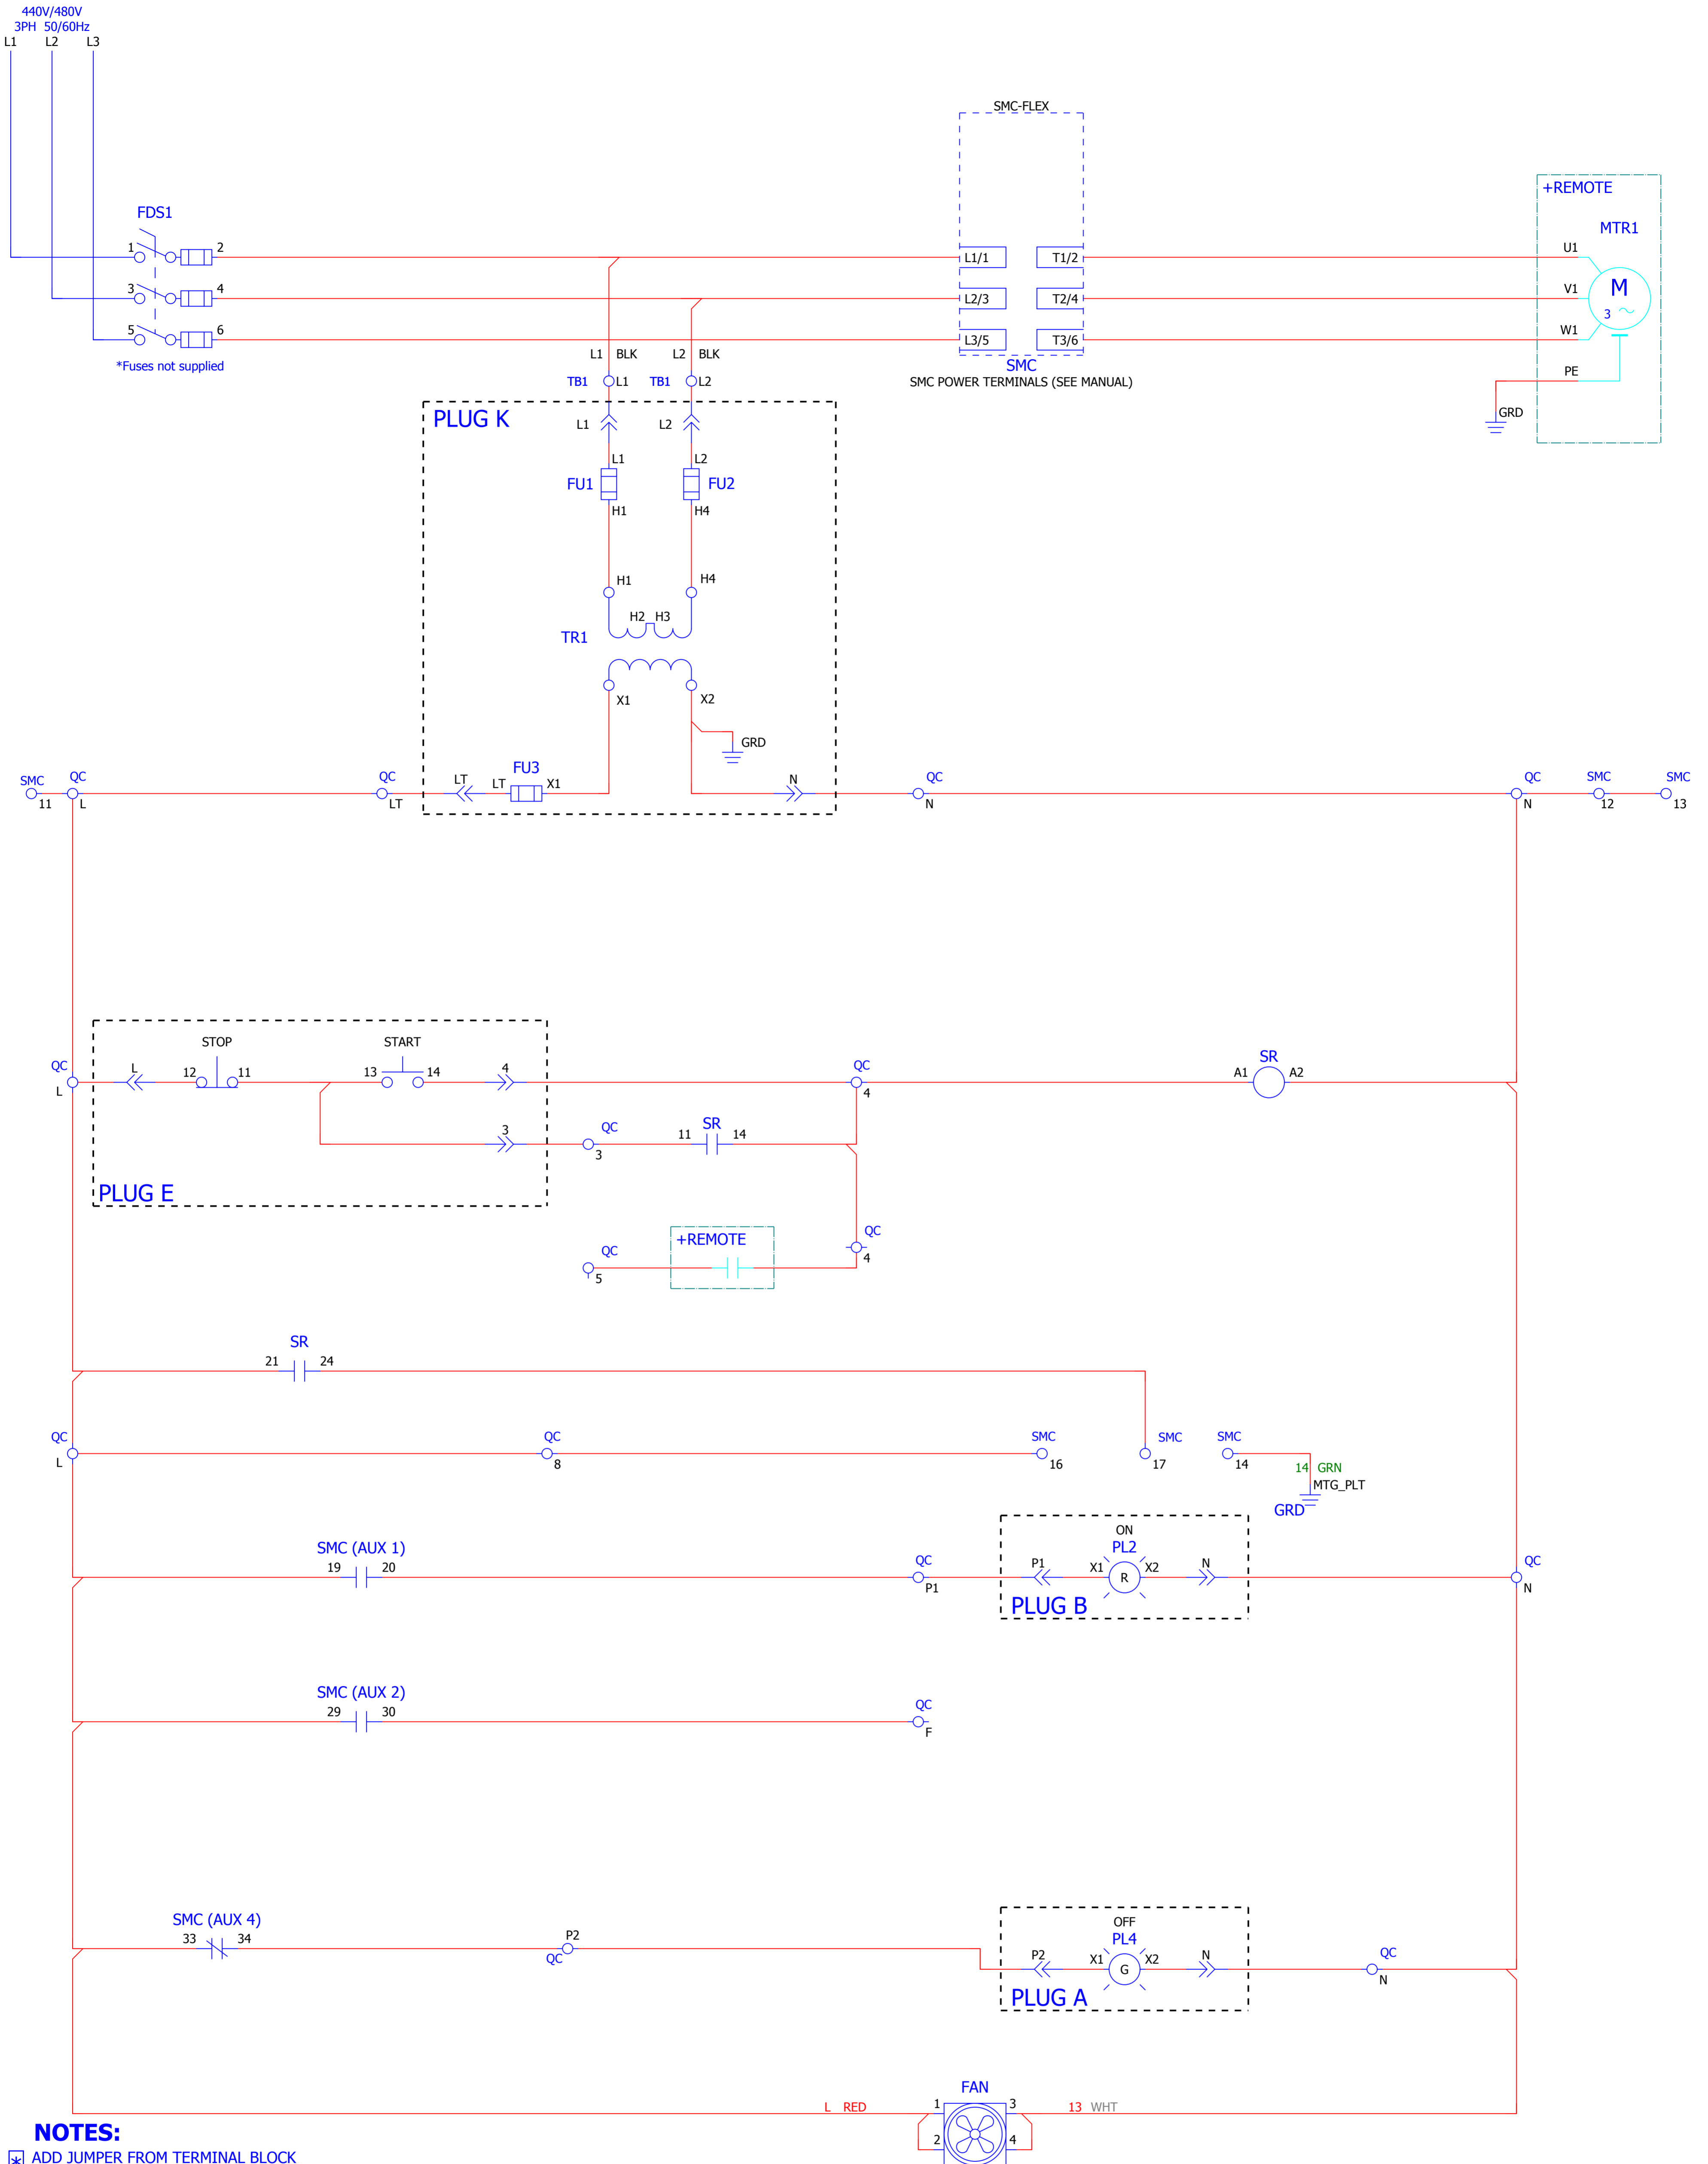 440V/480V
3PH 50/60Hz
L1 L2 L3
SMC-FLEX
+REMOTE
MTR1
FDS1
1 2
L1/1 T1/2
U1
3 4
L2/3 T2/4
V1
M
3
5 6
L3/5 T3/6
W1
*Fuses not supplied
L1 BLK L2 BLK
SMC
SMC POWER TERMINALS (SEE MANUAL)
PE
TB1 L1 TB1 L2
GRD
PLUG K
L1 L2
L1 L2
FU1 FU2
H1 H4
H1 H4
H2 H3
TR1
X1 X2
GRD
SMC QC QC LT LT FU3 X1 N QC QC SMC SMC
11 L LT N N 12 13
STOP START
QC L 12 11 13 14 4 QC SR
L 4 A1 A2
3 QC 11 SR 14
3
PLUG E
QC +REMOTE QC
5 4
SR
21 24
QC QC SMC SMC SMC
L 8 16 17 14
14 GRN
MTG_PLT
GRD
ON
SMC (AUX 1)
19 20
QC P1 X1 PL2 X2 N QC
P1 R N
PLUG B
SMC (AUX 2)
29 30 QC
F
OFF
SMC (AUX 4)
33 34 P2
QC
P2 X1 PL4 X2 N QC
G N
PLUG A
FAN
L RED 1 3 13 WHT
2 4
NOTES:
* ADD JUMPER FROM TERMINAL BLOCK